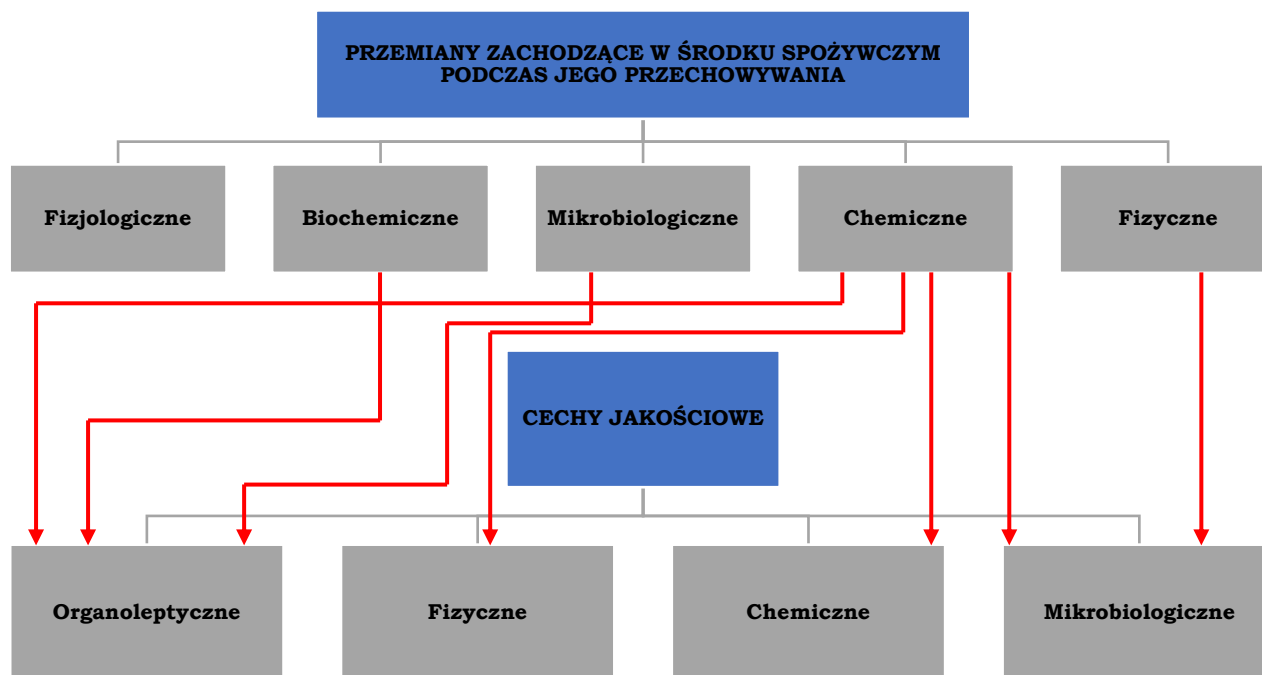 PRZEMIANY ZACHODZĄCE W ŚRODKU SPOŻYWCZYM
PODCZAS JEGO PRZECHOWYWANIA
Fizjologiczne
Biochemiczne
Mikrobiologiczne
Chemiczne
Fizyczne
CECHY JAKOŚCIOWE
Organoleptyczne
Fizyczne
Chemiczne
Mikrobiologiczne